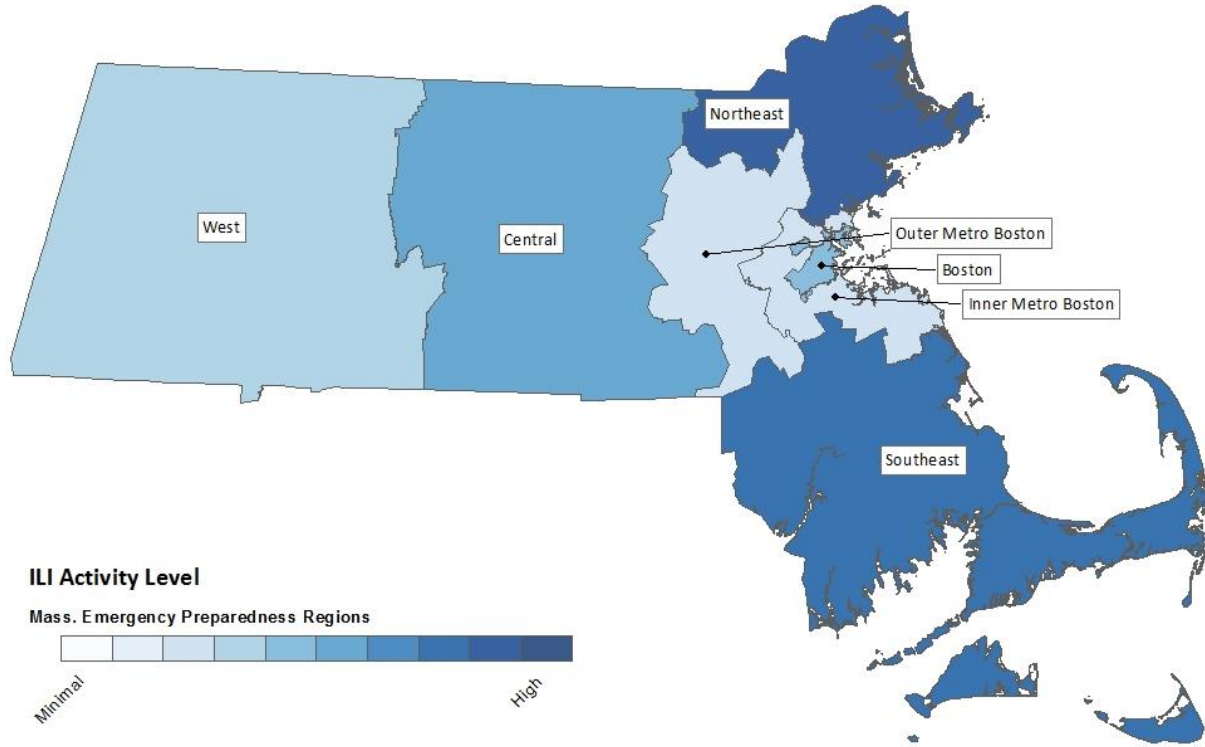 Northeast
West
Central
Outer Metro Boston
Boston
Inner Metro Boston
Southeast
ILI Activity Level
Mass. Emergency Preparedness Regions
Minimal
High